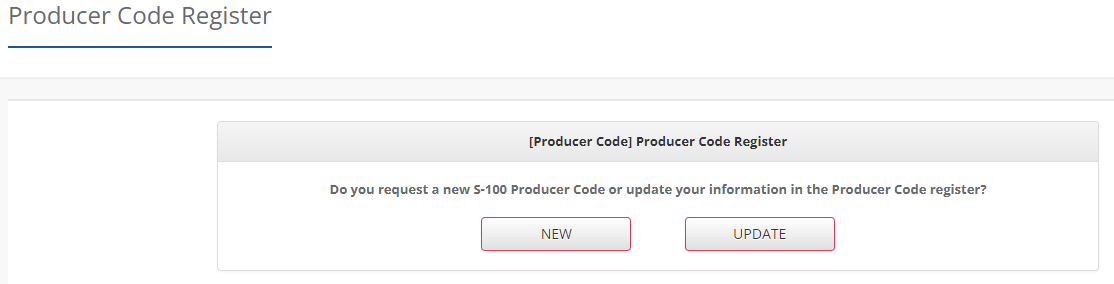 Producer Code Register
[Producer Code] Producer Code Register
Do you request a new S-100 Producer Code or update your information in the Producer Code register?
NEW
UPDATE